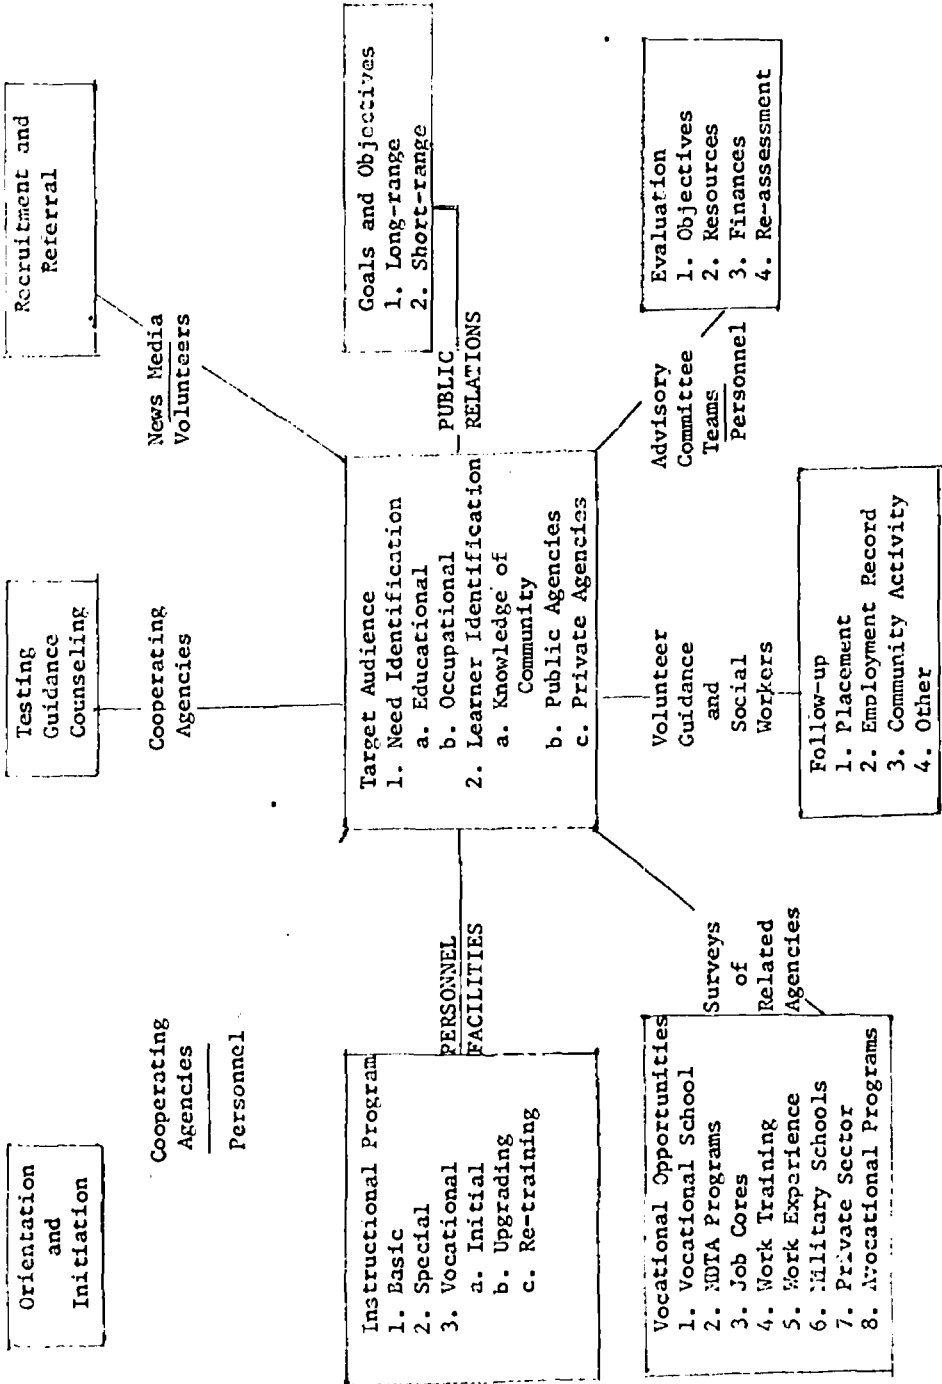 Orientation
and
Initiation
Testing
Guidance
Counseling
Recruitment and
Referral
Cooperating
Agencies
Personnel
Cooperating
Agencies
News Media
Volunteers
Instructional Program
1. Basic
2. Special
3. Vocational
a. Initial
b. Upgrading
c. Re-training
PERSONNEL
FACILITIES
Target Audience
1. Need Identification
a. Educational
b. Occupational
2. Learner Identification
a. Knowledge of
Community
b. Public Agencies
c. Private Agencies
PUBLIC
RELATIONS
Goals and Objectives
1. Long-range
2. Short-range
Vocational Opportunities
1. Vocational School
2. MDTA Programs
3. Job Cores
4. Work Training
5. Work Experience
6. Military Schools
7. Private Sector
8. Avocational Programs
Surveys
of
Related
Agencies
Volunteer
Guidance
and
Social
Workers
Follow-up
1. Placement
2. Employment Record
3. Community Activity
4. Other
Advisory
Committee
Teams
Personnel
Evaluation
1. Objectives
2. Resources
3. Finances
4. Re-assessment